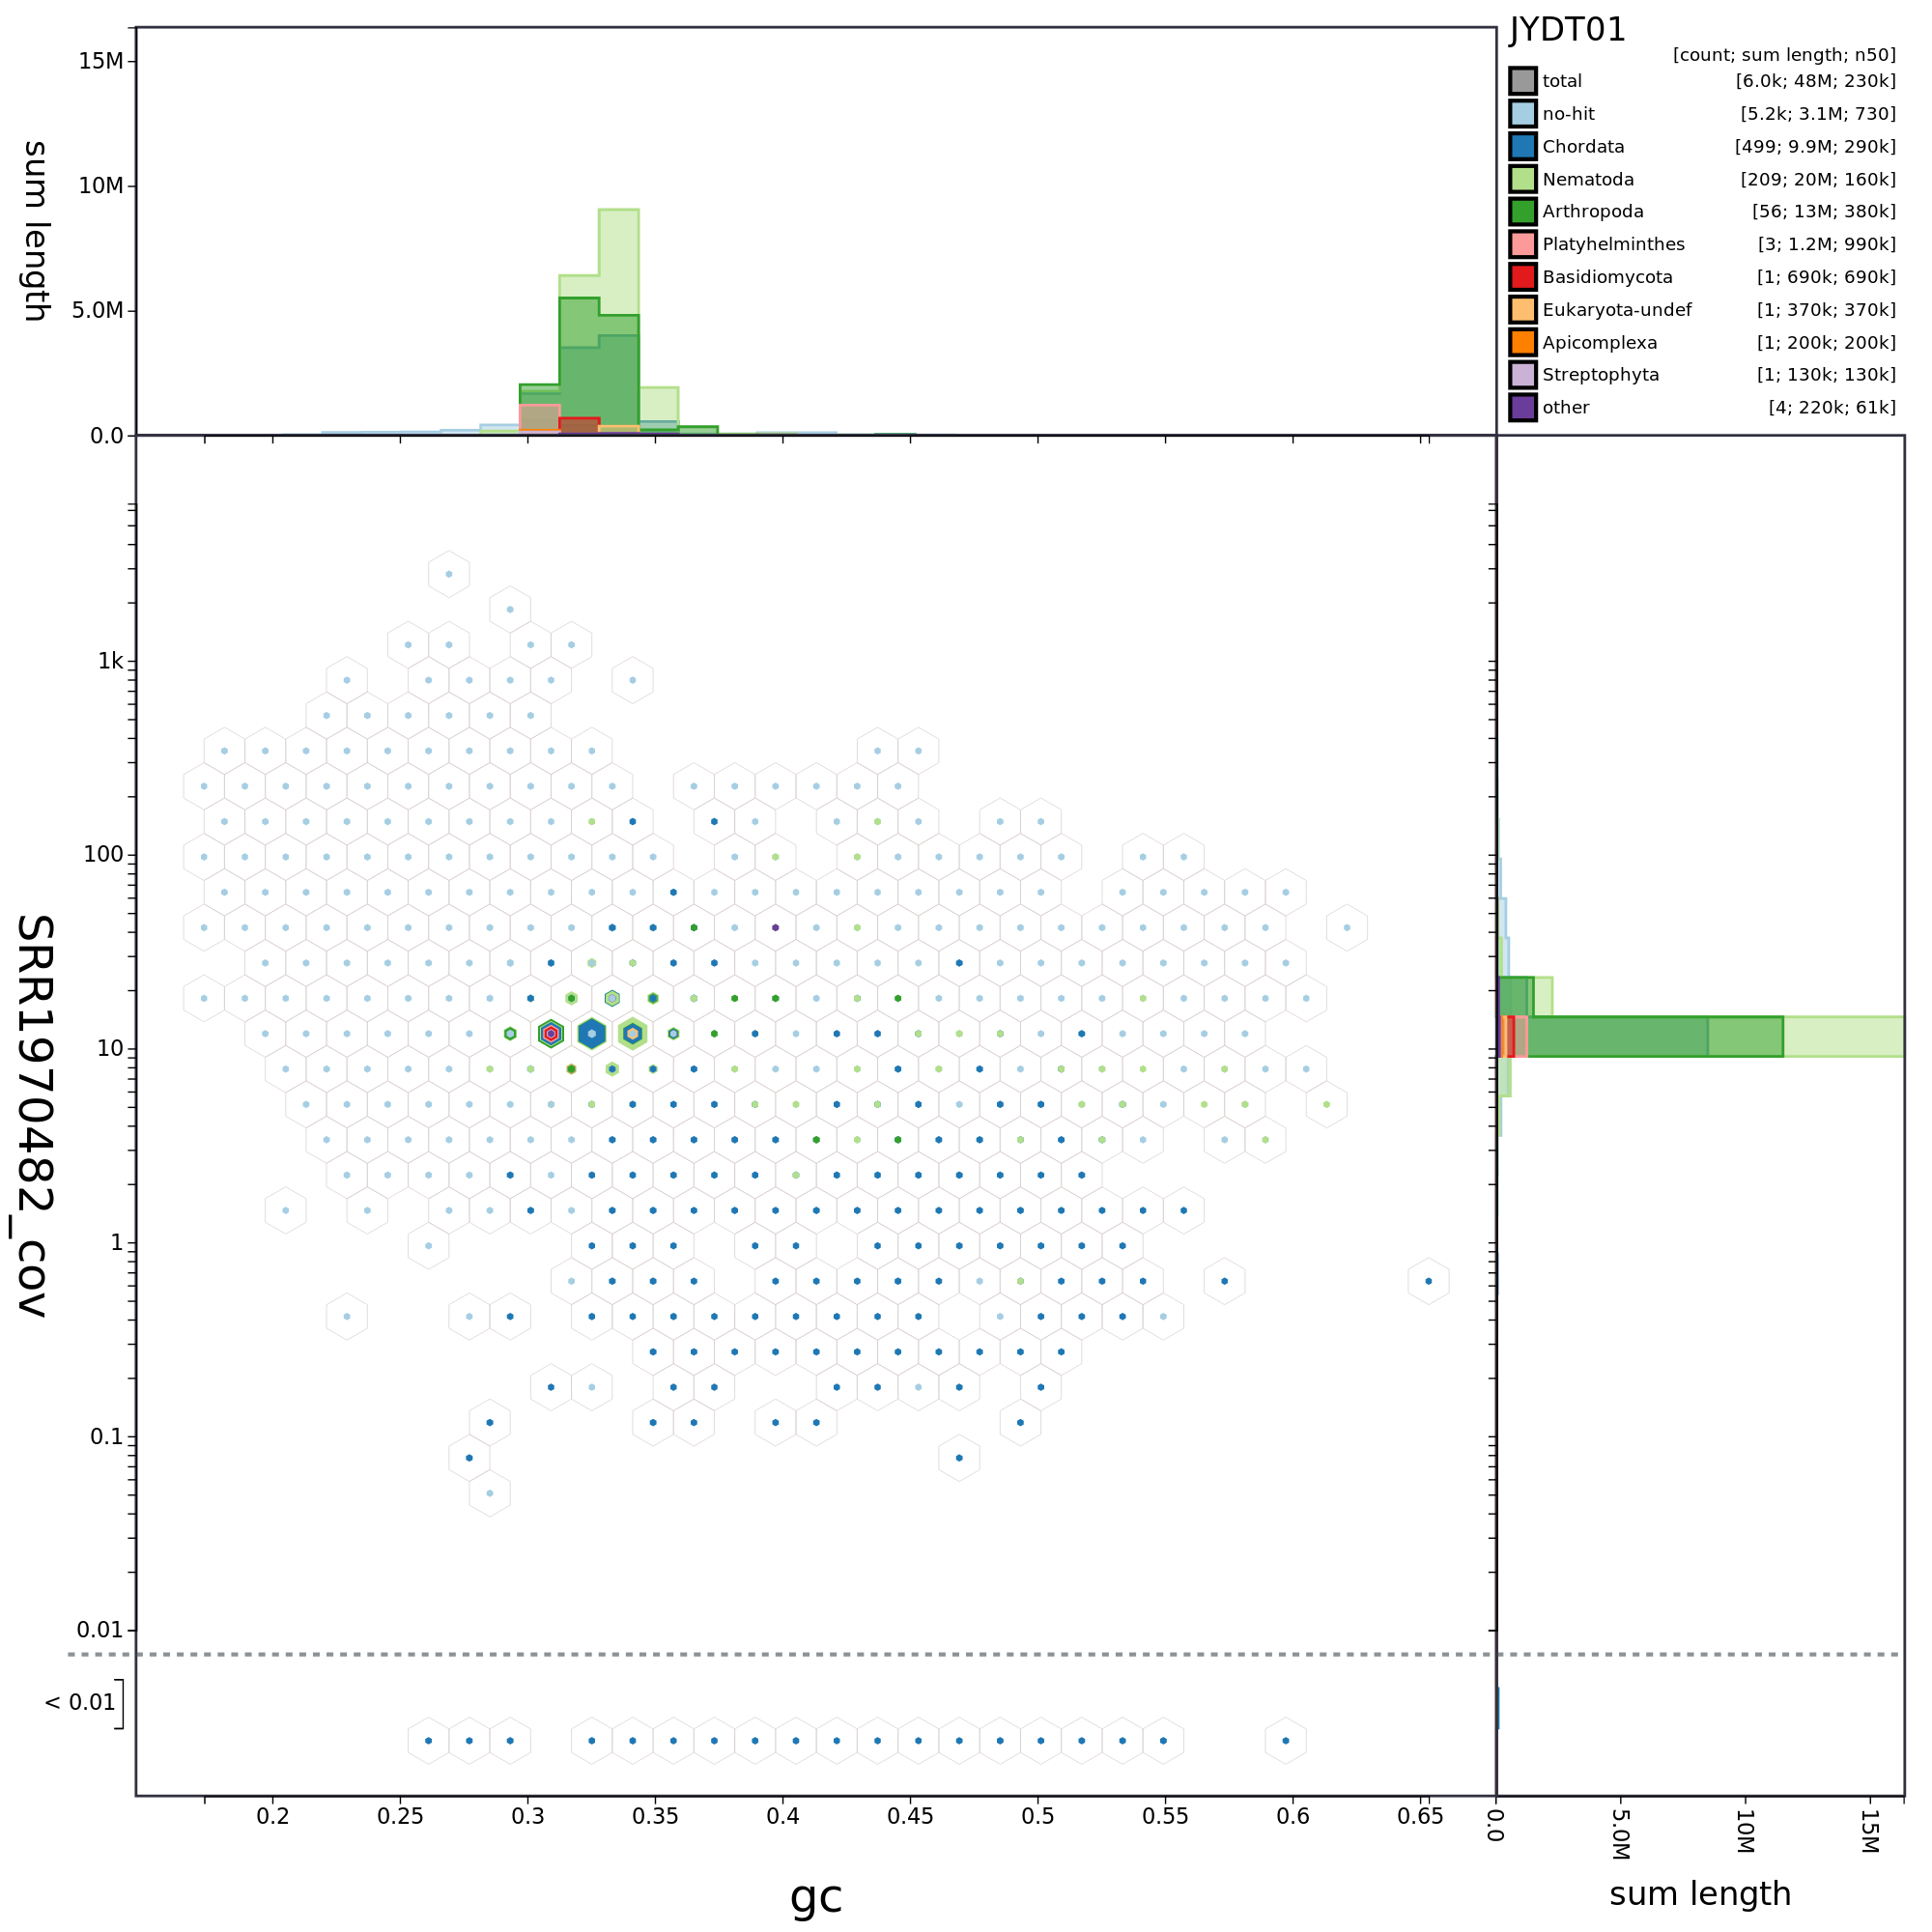 JYDT01
[count; sum length; n50]
total [6.0k; 48M; 230k]
no-hit [5.2k; 3.1M; 730]
Chordata [499; 9.9M; 290k]
Nematoda [209; 20M; 160k]
Arthropoda [56; 13M; 380k]
Platyhelminthes [3; 1.2M; 990k]
Basidiomycota [1; 690k; 690k]
Eukaryota-undef [1; 370k; 370k]
Apicomplexa [1; 200k; 200k]
Streptophyta [1; 130k; 130k]
other [4; 220k; 61k]
sum length
15M
10M
5.0M
0.0
SRR1970482_cov
1k
100
10
1
0.1
0.01
< 0.01
0.2 0.25 0.3 0.35 0.4 0.45 0.5 0.55 0.6 0.65
gc
0.0 5.0M 10M 15M
sum length